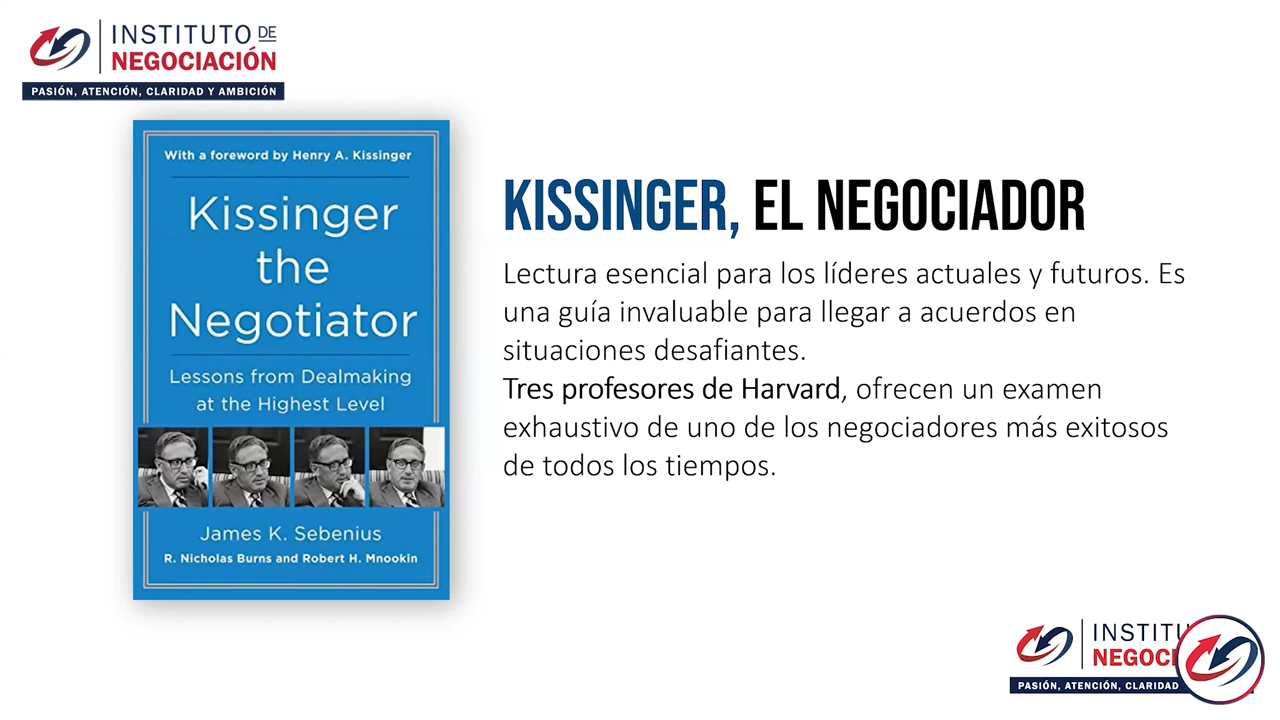 INSTITUTO DE
NEGOCIACIÓN
PASIÓN, ATENCIÓN, CLARIDAD Y AMBICIÓN
With a foreword by Henry A. Kissinger
Kissinger
the
Negotiator
Lessons from Dealmaking
at the Highest Level
James K. Sebenius
R. Nicholas Burns and Robert H. Mnookin
KISSINGER, EL NEGOCIADOR
Lectura esencial para los líderes actuales y futuros. Es
una guía invaluable para llegar a acuerdos en
situaciones desafiantes.
Tres profesores de Harvard, ofrecen un examen
exhaustivo de uno de los negociadores más exitosos
de todos los tiempos.
PASIÓN, ATENCIÓN, CLARIDAD